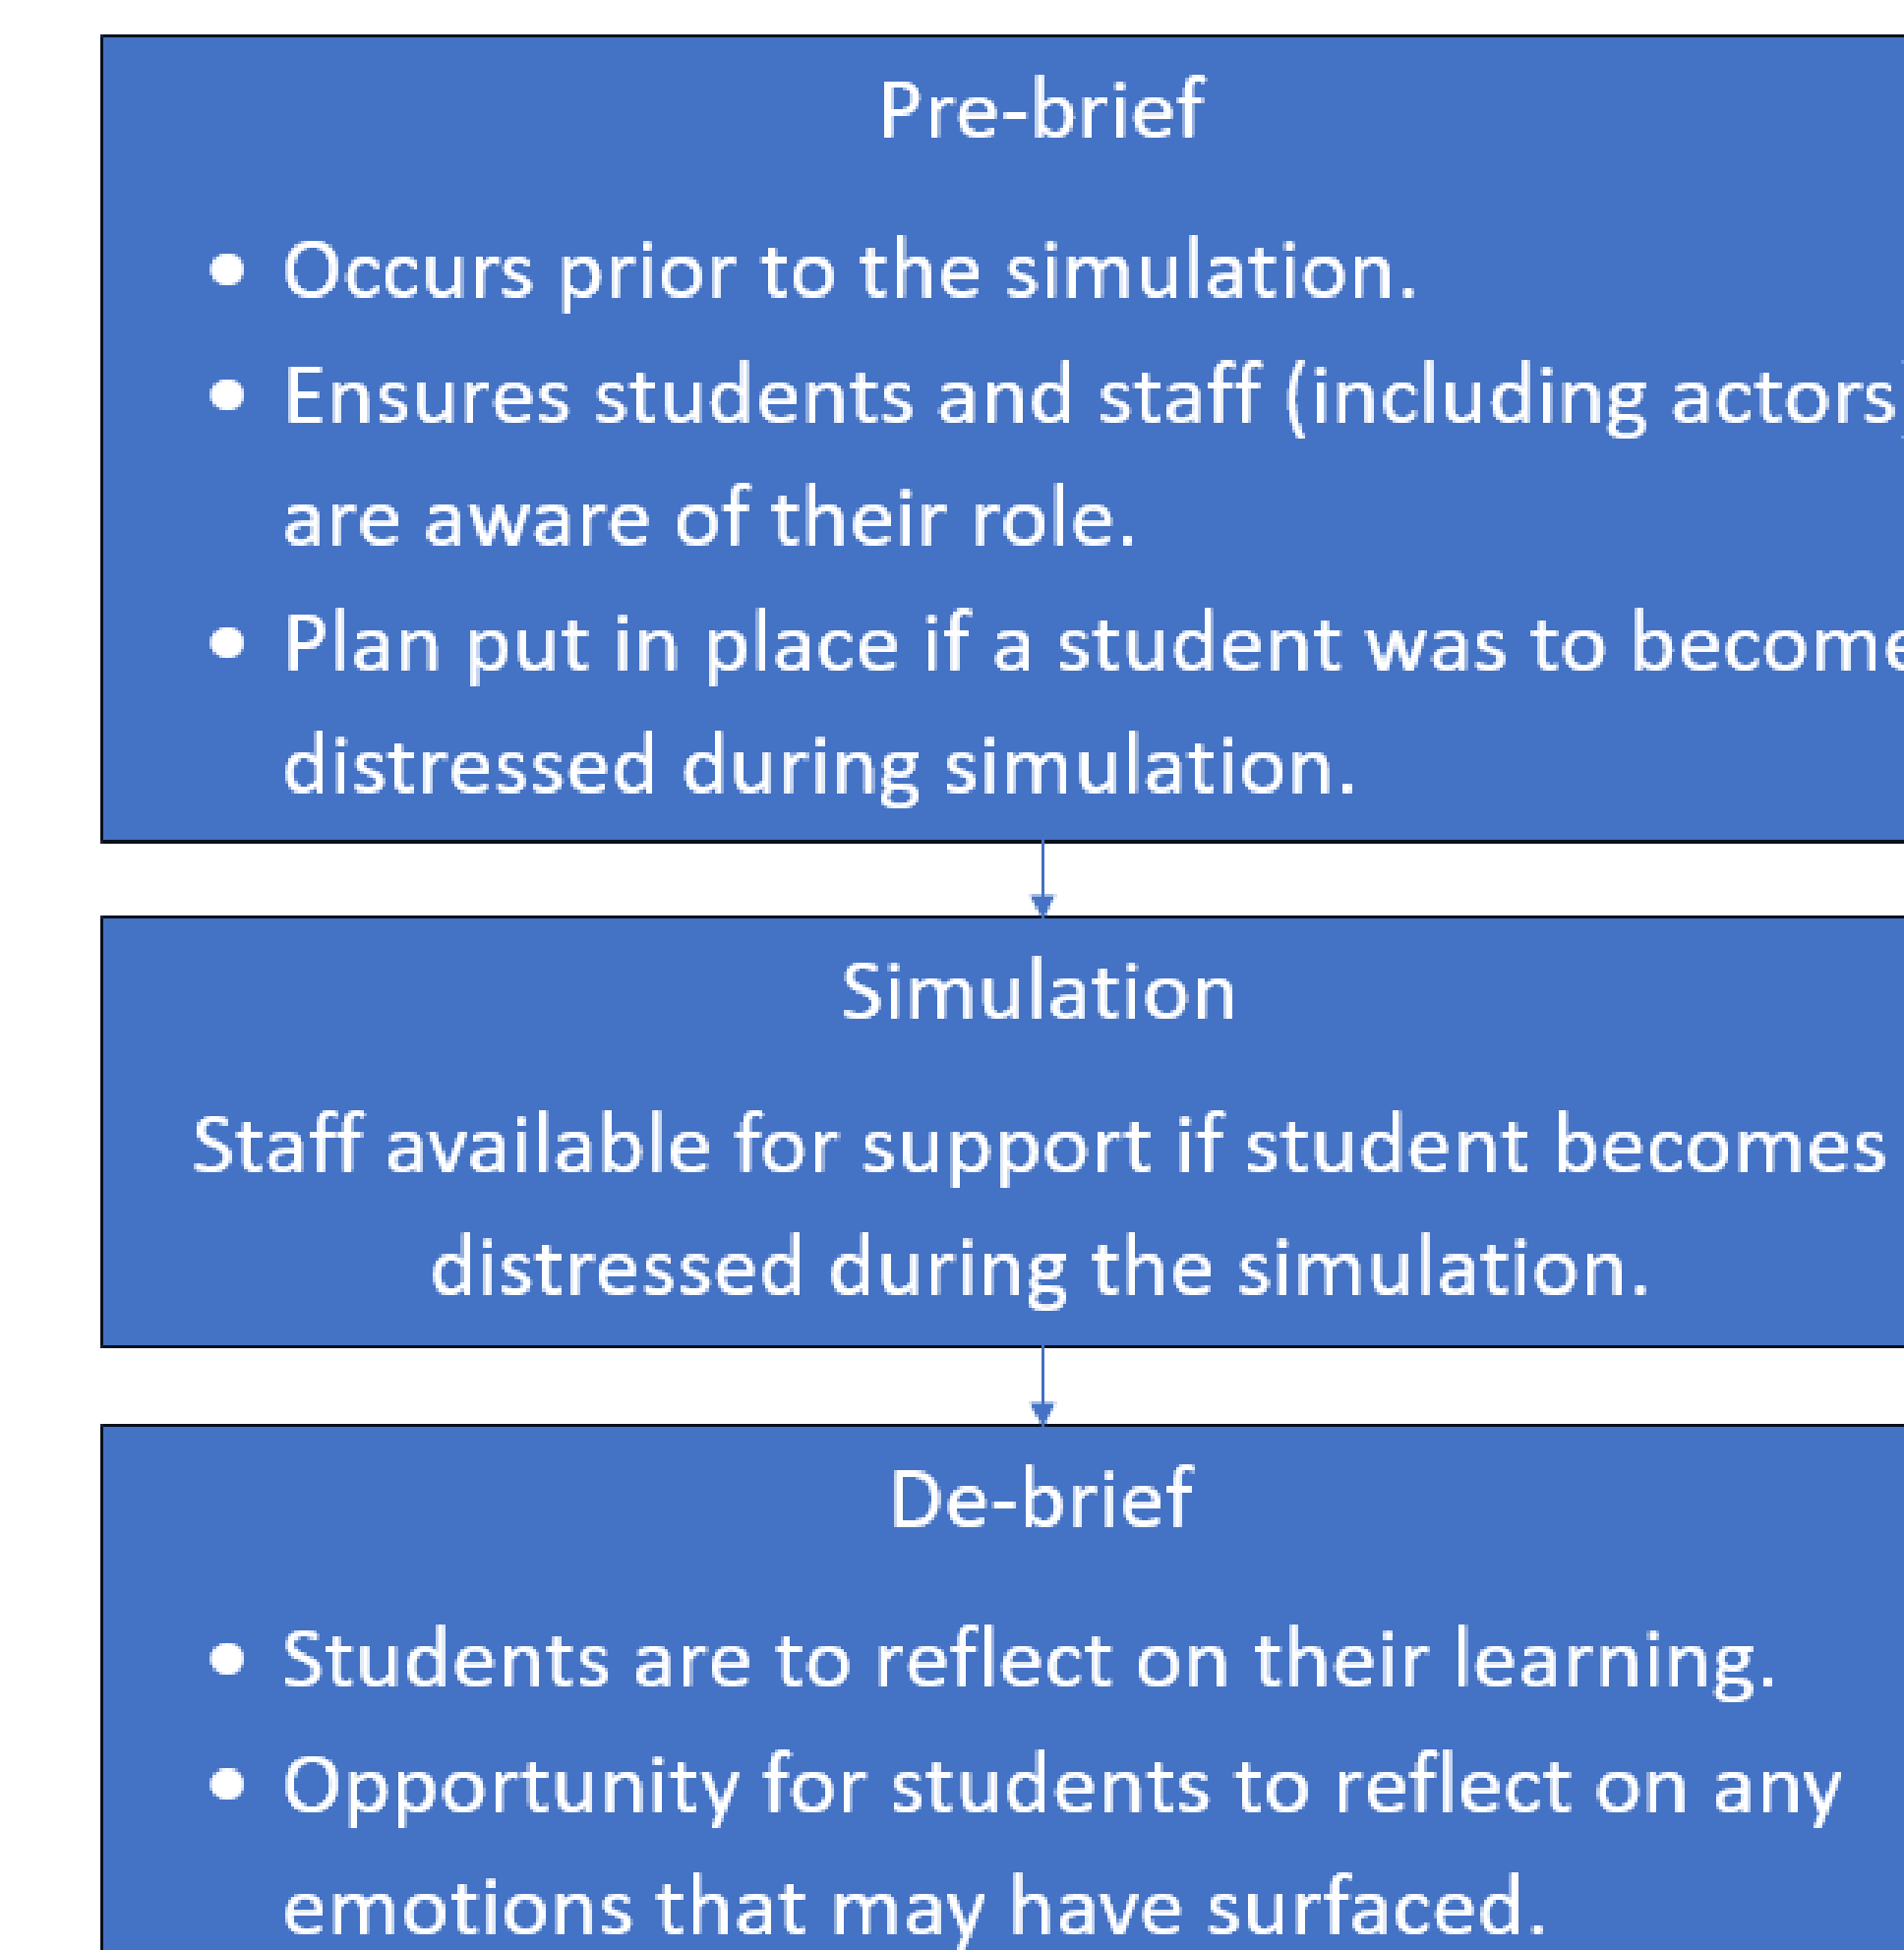 Pre-brief
• Occurs prior to the simulation.
• Ensures students and staff (including actors)
are aware of their role.
• Plan put in place if a student was to become
distressed during simulation.
Simulation
Staff available for support if student becomes
distressed during the simulation.
De-brief
• Students are to reflect on their learning.
• Opportunity for students to reflect on any
emotions that may have surfaced.